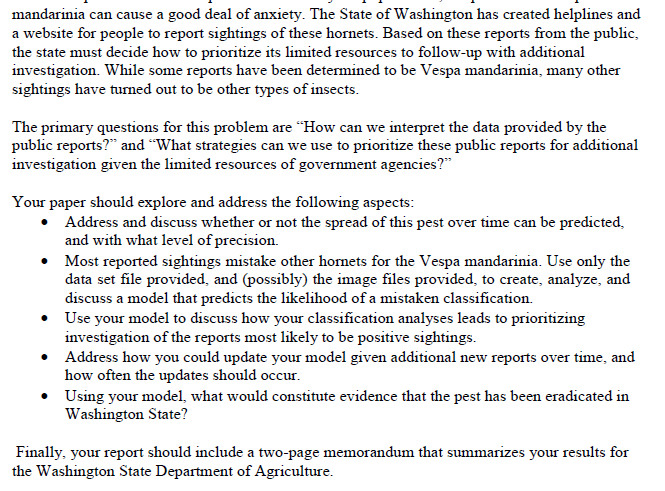 mandarinia can cause a good deal of anxiety. The State of Washington has created helplines and
a website for people to report sightings of these hornets. Based on these reports from the public,
the state must decide how to prioritize its limited resources to follow-up with additional
investigation. While some reports have been determined to be Vespa mandarinia, many other
sightings have turned out to be other types of insects.
The primary questions for this problem are “How can we interpret the data provided by the
public reports?” and “What strategies can we use to prioritize these public reports for additional
investigation given the limited resources of government agencies?”
Your paper should explore and address the following aspects:
• Address and discuss whether or not the spread of this pest over time can be predicted,
and with what level of precision.
• Most reported sightings mistake other hornets for the Vespa mandarinia. Use only the
data set file provided, and (possibly) the image files provided, to create, analyze, and
discuss a model that predicts the likelihood of a mistaken classification.
• Use your model to discuss how your classification analyses leads to prioritizing
investigation of the reports most likely to be positive sightings.
• Address how you could update your model given additional new reports over time, and
how often the updates should occur.
• Using your model, what would constitute evidence that the pest has been eradicated in
Washington State?
Finally, your report should include a two-page memorandum that summarizes your results for
the Washington State Department of Agriculture.